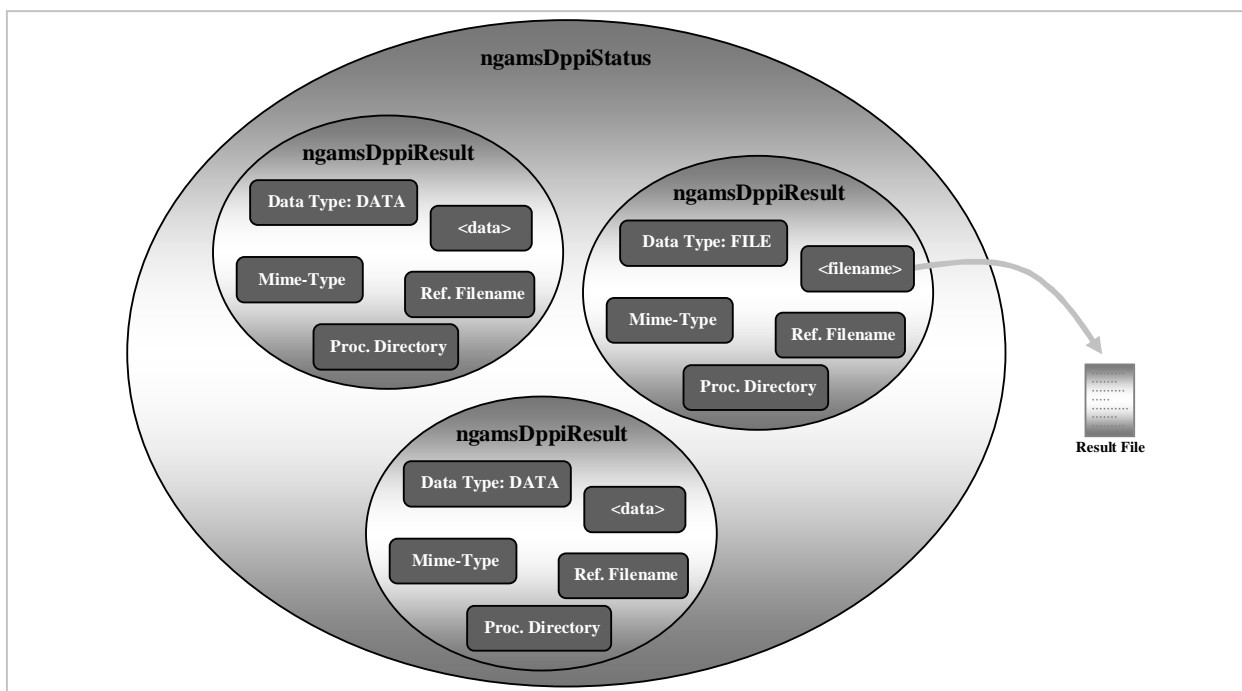 ngamsDppiStatus
ngamsDppiResult
Data Type: DATA
<data>
Mime-Type
Ref. Filename
Proc. Directory
ngamsDppiResult
Data Type: FILE
<filename>
Mime-Type
Ref. Filename
Proc. Directory
Result File
ngamsDppiResult
Data Type: DATA
<data>
Mime-Type
Ref. Filename
Proc. Directory